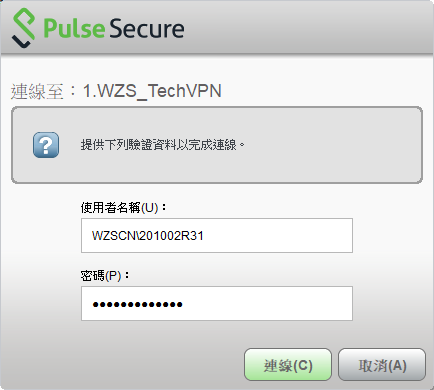 Pulse Secure
連線至：1.WZS_TechVPN
提供下列驗證資料以完成連線。
使用者名稱(U)：
WZSCN\201002R31
密碼(P)：
●●●●●●●●●●●●●
連線(C)
取消(A)